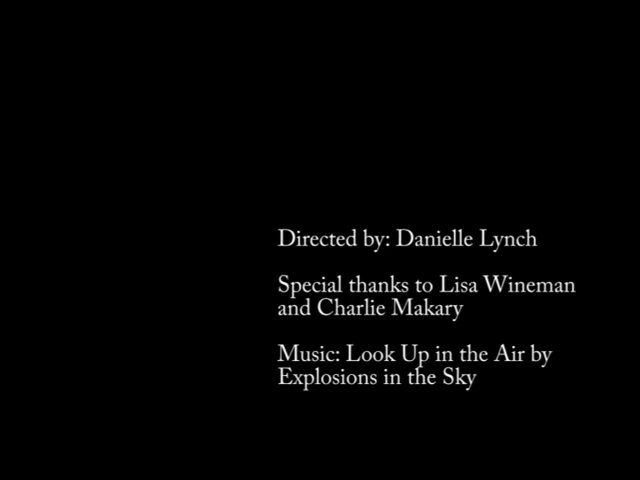 Directed by: Danielle Lynch
Special thanks to Lisa Wineman
and Charlie Makary
Music: Look Up in the Air by
Explosions in the Sky